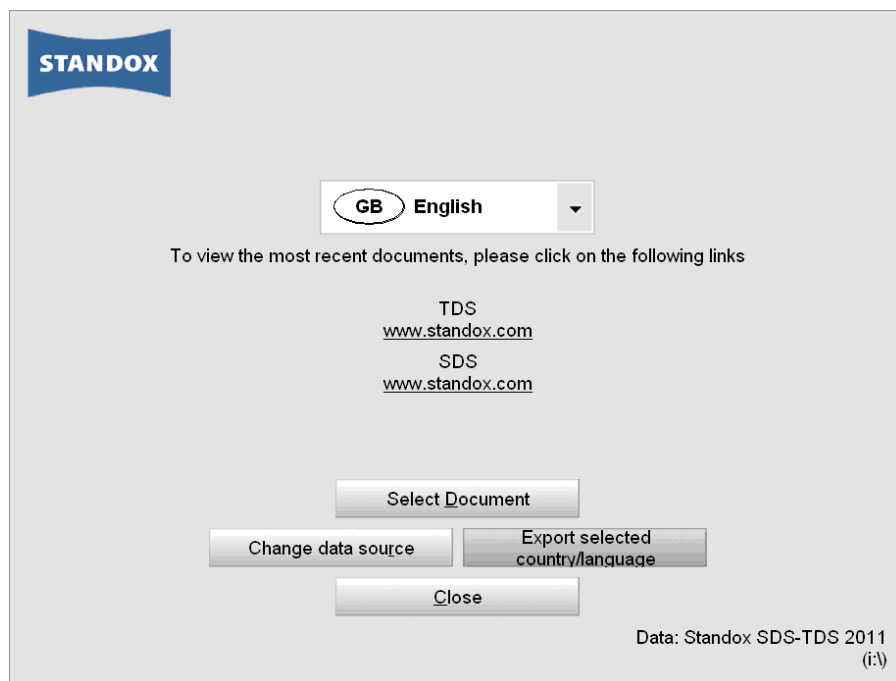 STANDOX
GB English
To view the most recent documents, please click on the following links
TDS
www.standox.com
SDS
www.standox.com
Select Document
Change data source
Export selected
country/language
Close
Data: Standox SDS-TDS 2011
(i:\)